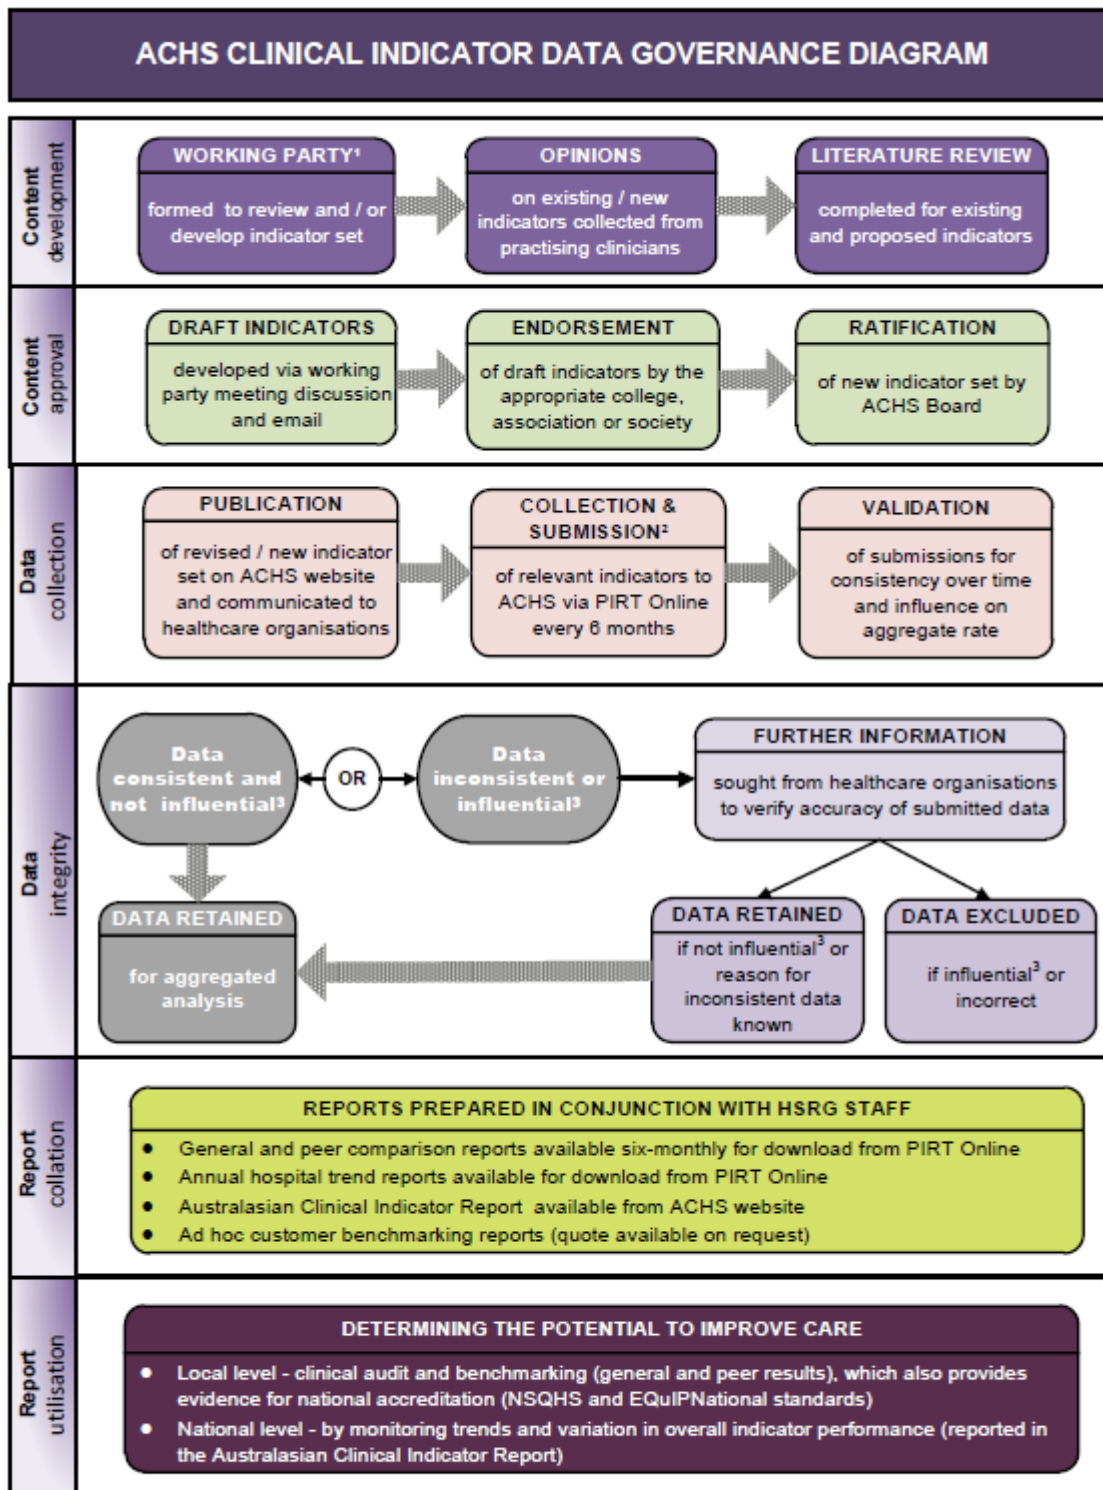 ACHS CLINICAL INDICATOR DATA GOVERNANCE DIAGRAM
Content
development
WORKING PARTY¹
formed to review and / or
develop indicator set
OPINIONS
on existing / new
indicators collected from
practising clinicians
LITERATURE REVIEW
completed for existing
and proposed indicators
Content
approval
DRAFT INDICATORS
developed via working
party meeting discussion
and email
ENDORSEMENT
of draft indicators by the
appropriate college,
association or society
RATIFICATION
of new indicator set by
ACHS Board
Data
collection
PUBLICATION
of revised / new indicator
set on ACHS website
and communicated to
healthcare organisations
COLLECTION &
SUBMISSION²
of relevant indicators to
ACHS via PIRT Online
every 6 months
VALIDATION
of submissions for
consistency over time
and influence on
aggregate rate
Data
integrity
Data
consistent and
not influential³
OR
Data
inconsistent or
influential³
FURTHER INFORMATION
sought from healthcare organisations
to verify accuracy of submitted data
DATA RETAINED
for aggregated
analysis
DATA RETAINED
if not influential³ or
reason for
inconsistent data
known
DATA EXCLUDED
if influential³ or
incorrect
Report
collation
REPORTS PREPARED IN CONJUNCTION WITH HSRG STAFF
● General and peer comparison reports available six-monthly for download from PIRT Online
● Annual hospital trend reports available for download from PIRT Online
● Australasian Clinical Indicator Report available from ACHS website
● Ad hoc customer benchmarking reports (quote available on request)
Report
utilisation
DETERMINING THE POTENTIAL TO IMPROVE CARE
● Local level - clinical audit and benchmarking (general and peer results), which also provides
evidence for national accreditation (NSQHS and EQuIPNational standards)
● National level - by monitoring trends and variation in overall indicator performance (reported in
the Australasian Clinical Indicator Report)